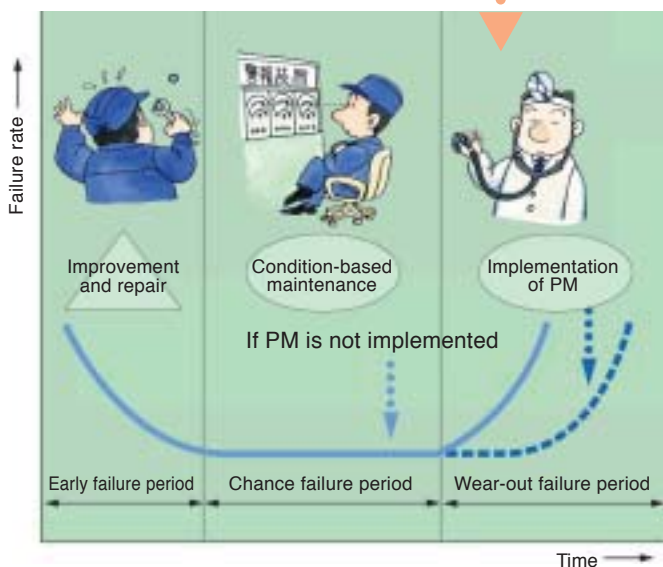 Failure rate
Improvement
and repair
Condition-based
maintenance
Implementation
of PM
If PM is not implemented
Early failure period
Chance failure period
Wear-out failure period
Time